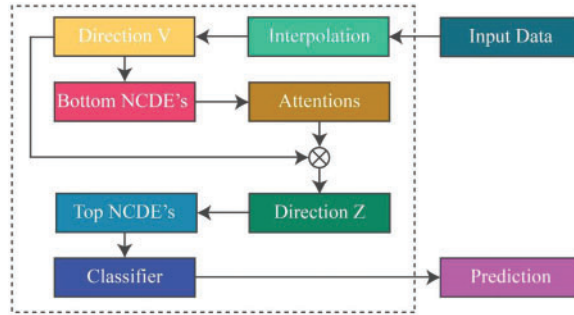 Direction V
Interpolation
Input Data
Bottom NCDE's
Attentions
Top NCDE's
Direction Z
Classifier
Prediction